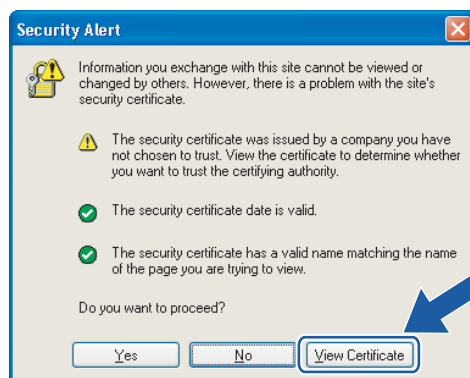 Security Alert
Information you exchange with this site cannot be viewed or
changed by others. However, there is a problem with the site's
security certificate.
The security certificate was issued by a company you have
not chosen to trust. View the certificate to determine whether
you want to trust the certifying authority.
The security certificate date is valid.
The security certificate has a valid name matching the name
of the page you are trying to view.
Do you want to proceed?
Yes No View Certificate